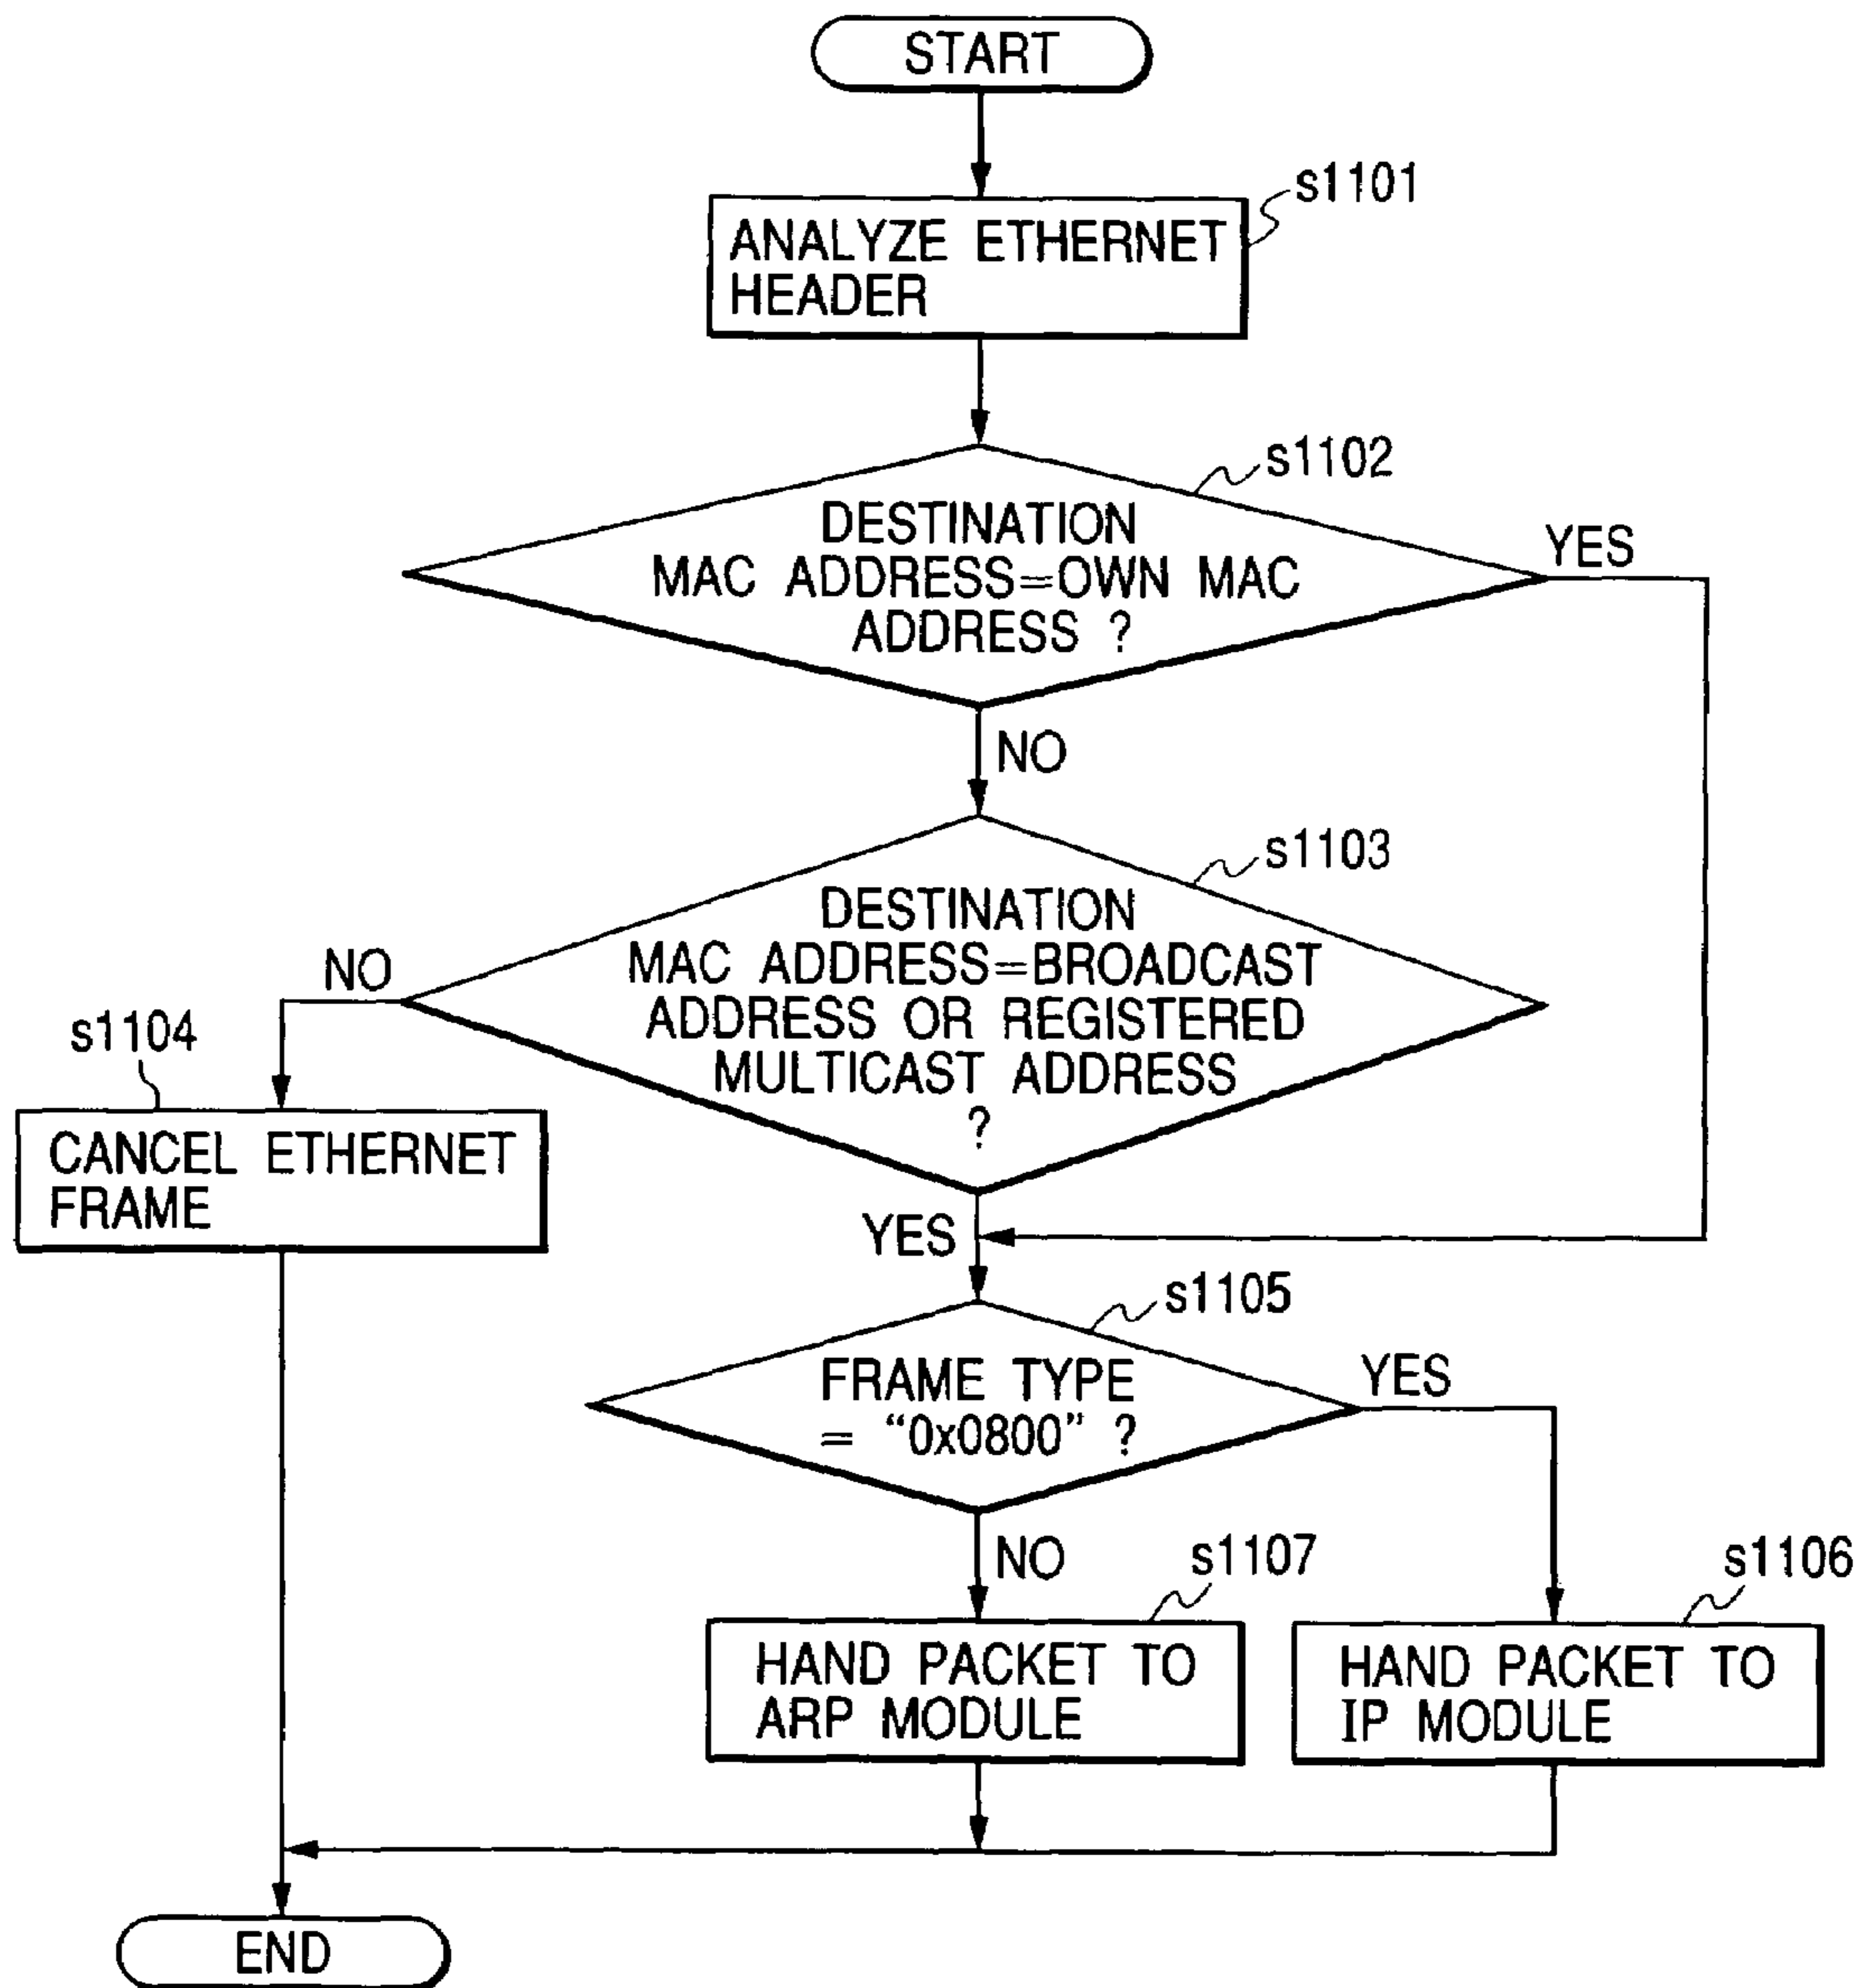 START
s1101
ANALYZE ETHERNET
HEADER
s1102
DESTINATION
MAC ADDRESS=OWN MAC
ADDRESS ?
YES
NO
s1103
DESTINATION
MAC ADDRESS=BROADCAST
ADDRESS OR REGISTERED
MULTICAST ADDRESS
?
NO
s1104
CANCEL ETHERNET
FRAME
YES
s1105
FRAME TYPE
= “0x0800” ?
YES
NO
s1107
s1106
HAND PACKET TO
ARP MODULE
HAND PACKET TO
IP MODULE
END